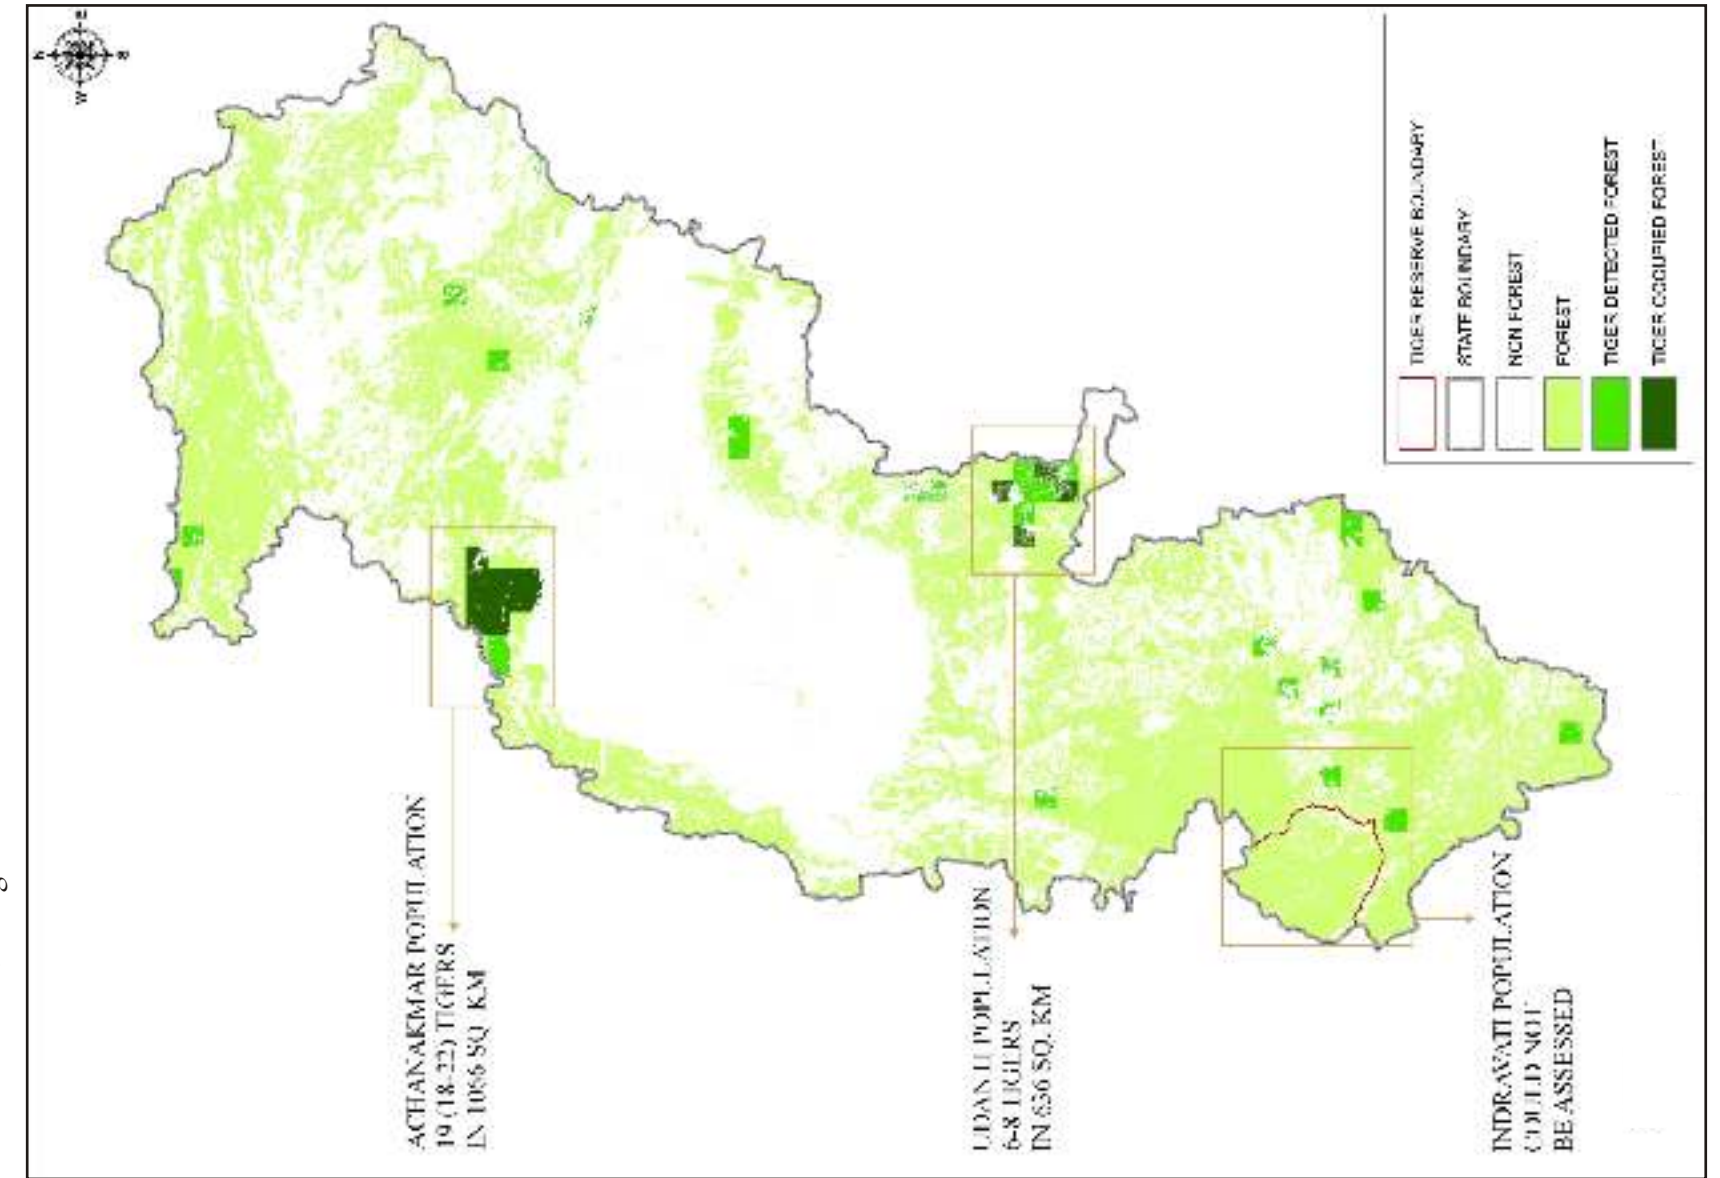 ACHANAKMAR POPULATION
19 (18-22) TIGERS
IN 1066 SQ. KM
UDANTI POPULATION
6-8 TIGERS
IN 636 SQ. KM
INDRAVATI POPULATION
COULD NOT
BE ASSESSED
TIGER RESERVE BOUNDARY
STATE BOUNDARY
NON FOREST
FOREST
TIGER DETECTED FOREST
TIGER OCCUPIED FOREST
N
E
S
W
g